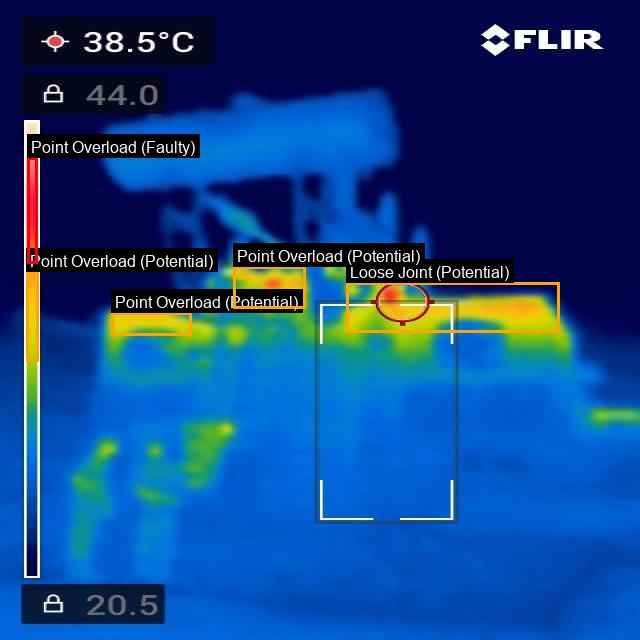 38.5°C
FLIR
44.0
Point Overload (Faulty)
Point Overload (Potential)
Point Overload (Potential)
Loose Joint (Potential)
Point Overload (Potential)
20.5